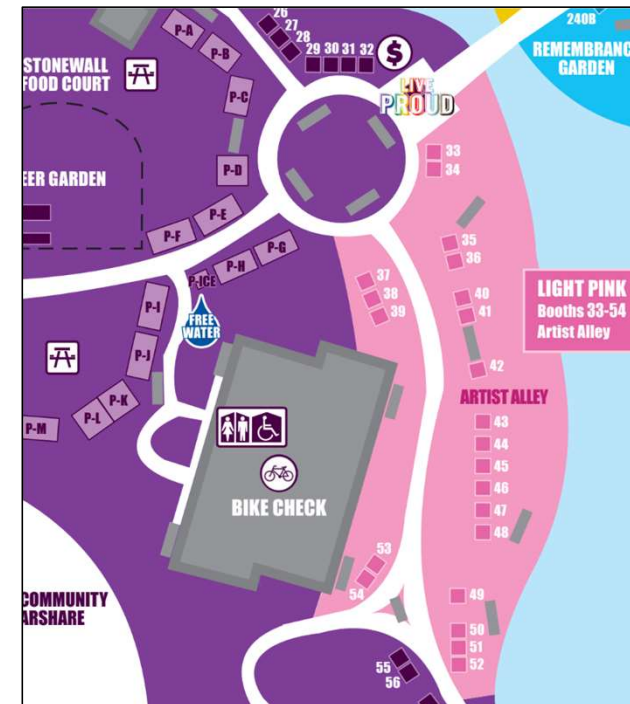 26
27
28
29 30 31 32
$
240B
REMEMBRANC
GARDEN
P-A
P-B
STONEWALL
FOOD COURT
P-C
LIVE
PROUD
P-D
33
34
EER GARDEN
P-E
P-F
P-G
P-H
P-ICE
35
36
37
38
39
40
41
42
LIGHT PINK
Booths 33-54
Artist Alley
FREE
WATER
P-I
P-J
P-K
P-L
P-M
ARTIST ALLEY
43
44
45
46
47
48
BIKE CHECK
53
54
49
50
51
52
COMMUNITY
ARSHARE
55
56